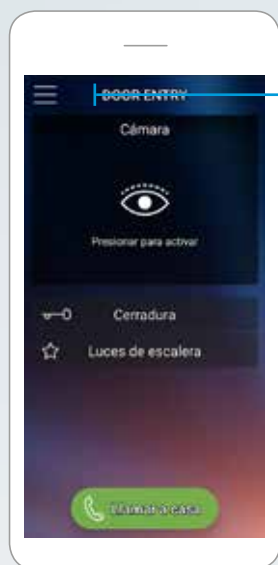 DOOR ENTRY
Cámara
Presionar para activar
Cerradura
Luces de escalera
Llamar a casa